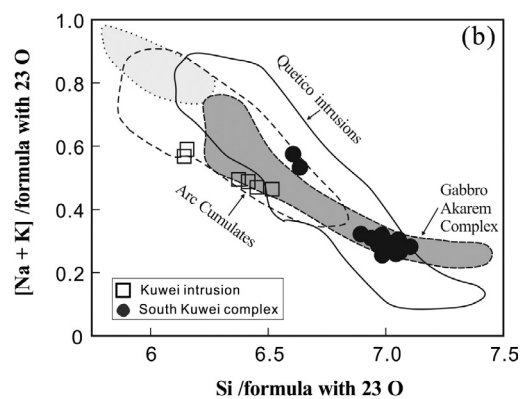 (b)
[Na + K] /formula with 23 O
1.0
0.8
0.6
0.4
0.2
0
Quetico intrusions
Arc Cumulates
Gabbro
Akarem
Complex
Kuwei intrusion
South Kuwei complex
6
6.5
7.0
7.5
Si /formula with 23 O